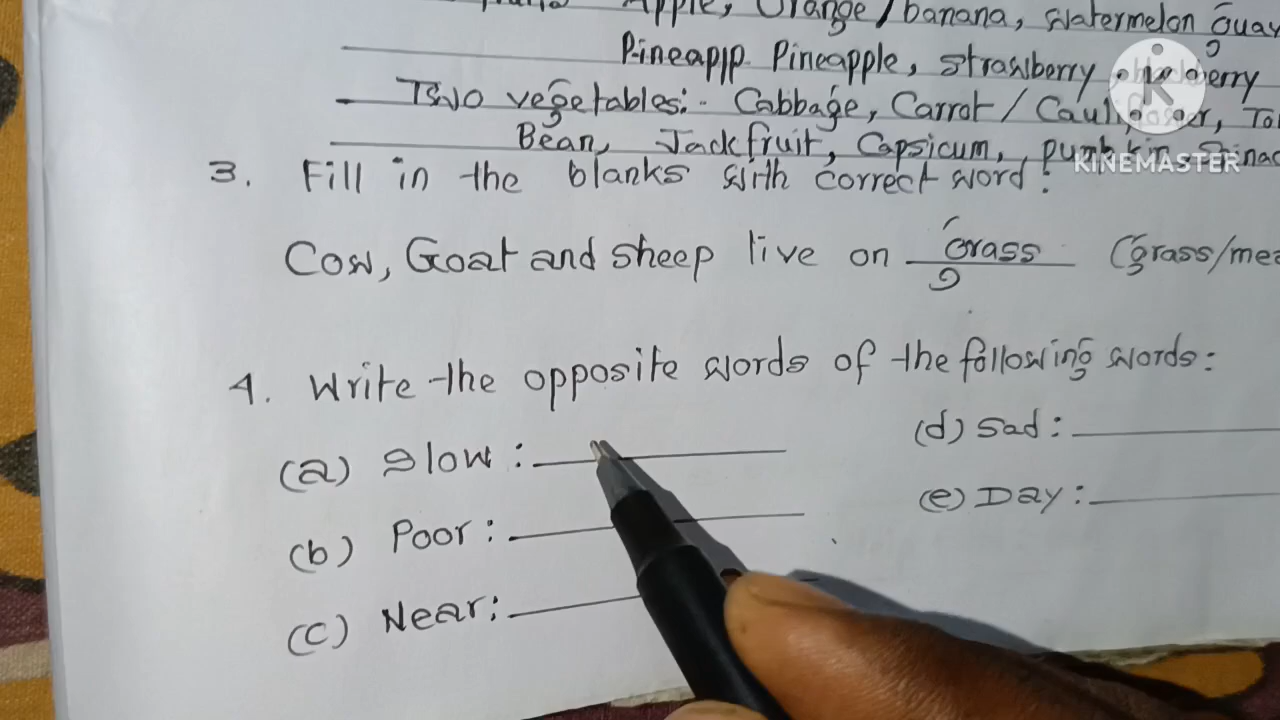 Apple, Orange/banana, Watermelon
Pineapp Pineapple, Strawberry
Two vegetables:- Cabbage, Carrot / Cauliflower,
Bean, Jackfruit, Capsicum, Pumpkin,
KINEMASTER
3. Fill in the blanks with correct word:
Cow, Goat and sheep live on Grass (grass/
4. Write the opposite words of the following words:
(a) Slow:
(b) Poor:
(c) Near:
(d) Sad:
(e) Day: